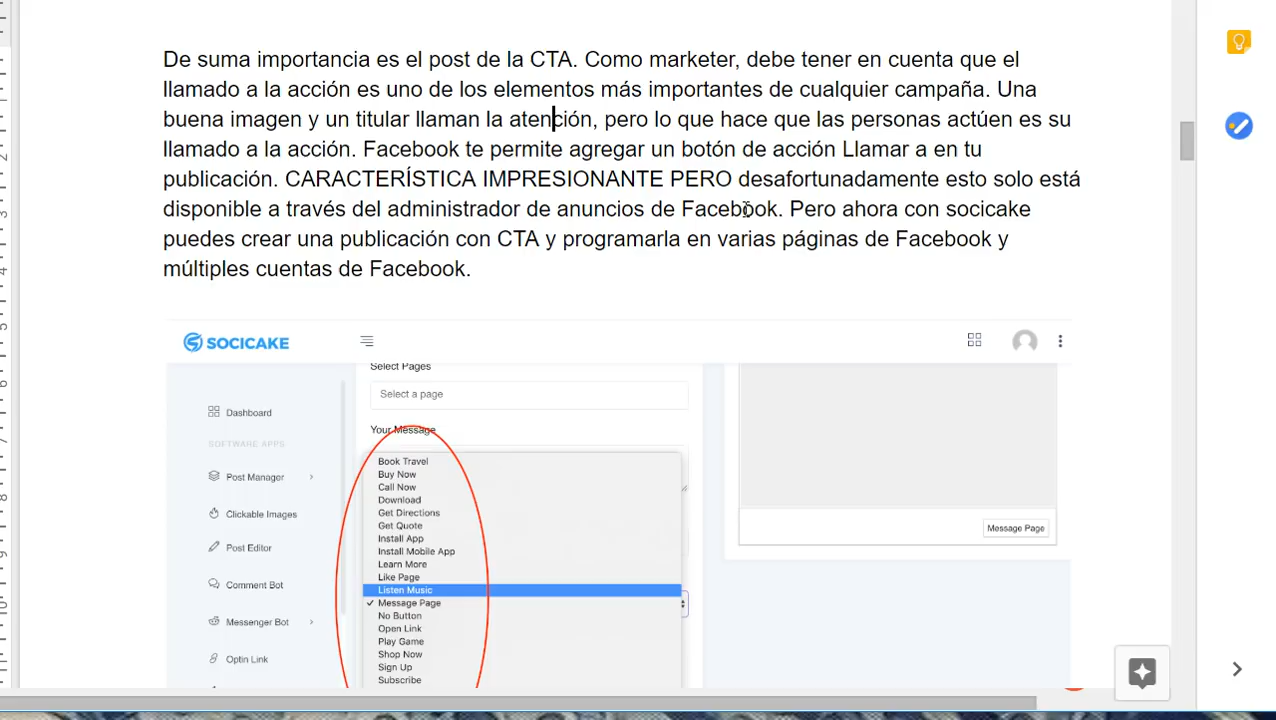 De suma importancia es el post de la CTA. Como marketer, debe tener en cuenta que el
llamado a la acción es uno de los elementos más importantes de cualquier campaña. Una
buena imagen y un titular llaman la atención, pero lo que hace que las personas actúen es su
llamado a la acción. Facebook te permite agregar un botón de acción Llamar a en tu
publicación. CARACTERÍSTICA IMPRESIONANTE PERO desafortunadamente esto solo está
disponible a través del administrador de anuncios de Facebook. Pero ahora con socicake
puedes crear una publicación con CTA y programarla en varias páginas de Facebook y
múltiples cuentas de Facebook.
SOCICAKE
Select Pages
Select a page
Your Message
Dashboard
SOFTWARE APPS
Post Manager
Clickable Images
Post Editor
Comment Bot
Messenger Bot
Optin Link
Book Travel
Buy Now
Call Now
Download
Get Directions
Get Quote
Install App
Install Mobile App
Learn More
Like Page
Listen Music
✓ Message Page
No Button
Open Link
Play Game
Shop Now
Sign Up
Subscribe
Message Page